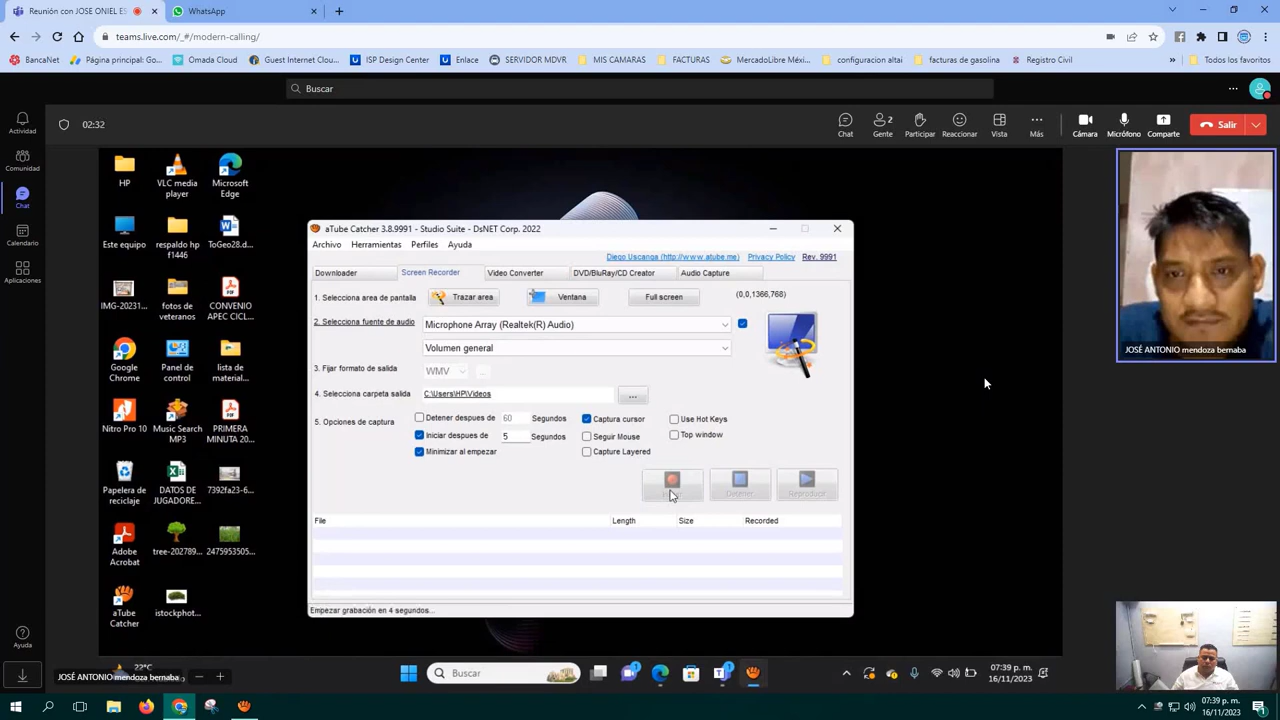 Reunión con JOSE ONIEL ES
WhatsApp
teams.live.com/_#/modern-calling/
BancaNet
Página principal: Go...
Omada Cloud
Guest Internet Clou...
ISP Design Center
Enlace
SERVIDOR MDVR
MIS CAMARAS
FACTURAS
MercadoLibre Méxi...
configuracion altai
facturas de gasolina
Registro Civil
Todos los favoritos
Buscar
Actividad
Comunidad
Chat
Calendario
Aplicaciones
Ayuda
02:32
Chat
Gente
2
Participar
Reaccionar
Vista
Más
Cámara
Micrófono
Comparte
Salir
HP
VLC media player
Microsoft Edge
Este equipo
respaldo hp f1446
ToGeo28.d...
IMG-20231...
fotos de veteranos
CONVENIO APEC CICL...
Google Chrome
Panel de control
lista de material...
Nitro Pro 10
Music Search MP3
PRIMERA MINUTA 20...
Papelera de reciclaje
DATOS DE JUGADORE...
7392fa23-6...
Adobe Acrobat
tree-202789...
2475953505...
aTube Catcher
istockphot...
aTube Catcher 3.8.9991 - Studio Suite - DsNET Corp. 2022
Archivo Herramientas Perfiles Ayuda
Diego Uscanga (http://www.atube.me) Privacy Policy Rev. 9991
Downloader Screen Recorder Video Converter DVD/BluRay/CD Creator Audio Capture
1. Selecciona area de pantalla Trazar area Ventana Full screen (0,0,1366,768)
2. Selecciona fuente de audio Microphone Array (Realtek(R) Audio)
Volumen general
3. Fijar formato de salida WMV ...
4. Selecciona carpeta salida C:\Users\HP\Videos ...
5. Opciones de captura
Detener despues de 60 Segundos Captura cursor Use Hot Keys
Iniciar despues de 5 Segundos Seguir Mouse Top window
Minimizar al empezar Capture Layered
Detener Reproducir
File Length Size Recorded
Empezar grabación en 4 segundos...
JOSÉ ANTONIO mendoza bernaba
22°C
JOSÉ ANTONIO mendoza bernaba
Buscar
07:39 p. m.
16/11/2023
07:39 p. m.
16/11/2023
1